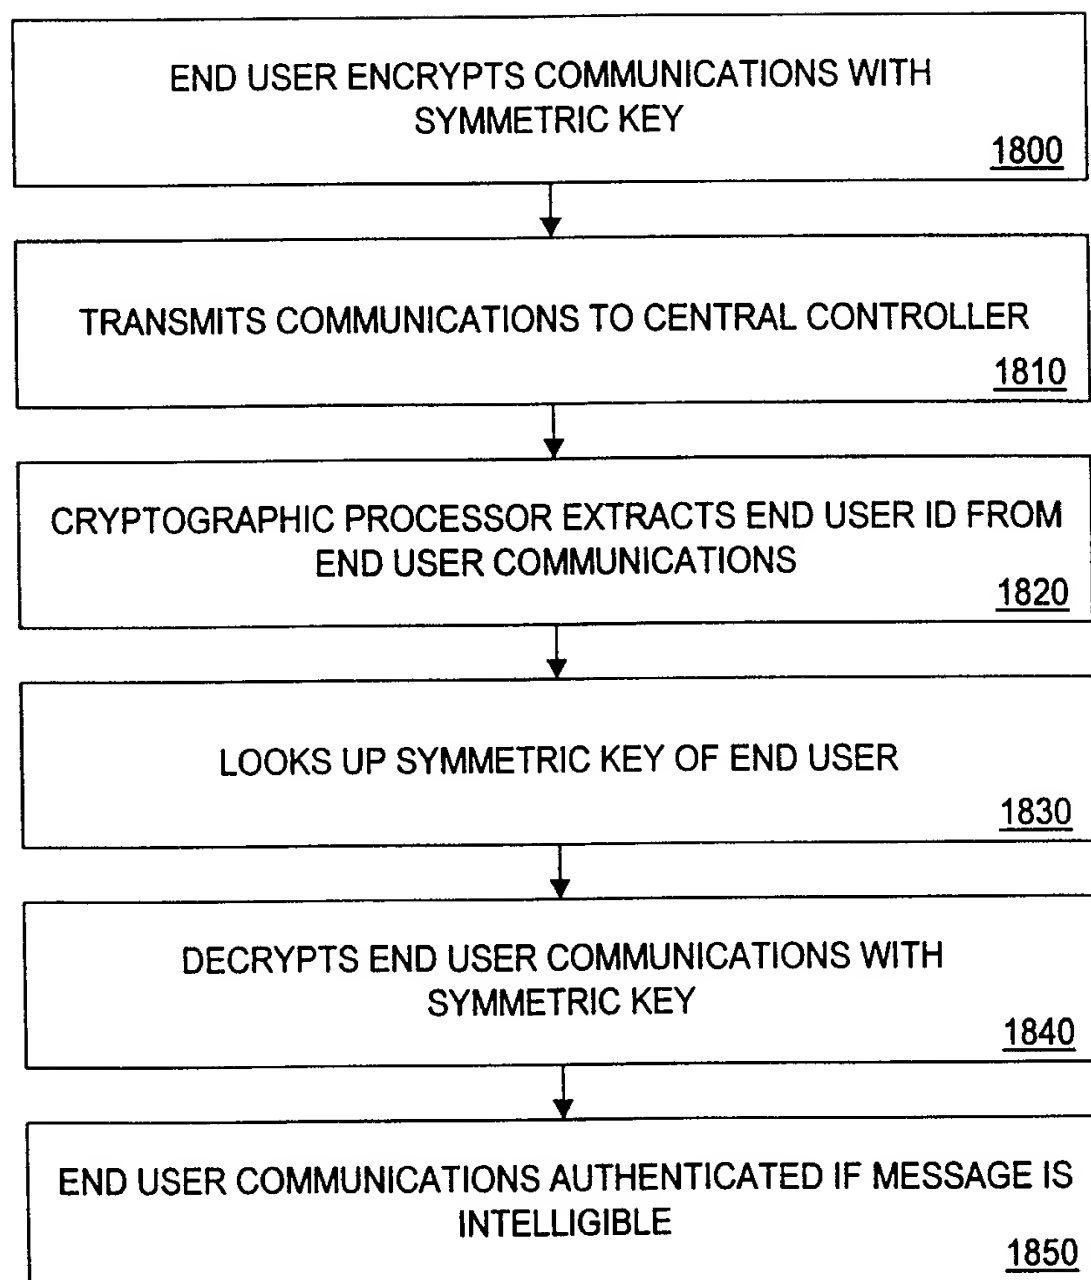 END USER ENCRYPTS COMMUNICATIONS WITH
SYMMETRIC KEY
1800
TRANSMITS COMMUNICATIONS TO CENTRAL CONTROLLER
1810
CRYPTOGRAPHIC PROCESSOR EXTRACTS END USER ID FROM
END USER COMMUNICATIONS
1820
LOOKS UP SYMMETRIC KEY OF END USER
1830
DECRYPTS END USER COMMUNICATIONS WITH
SYMMETRIC KEY
1840
END USER COMMUNICATIONS AUTHENTICATED IF MESSAGE IS
INTELLIGIBLE
1850